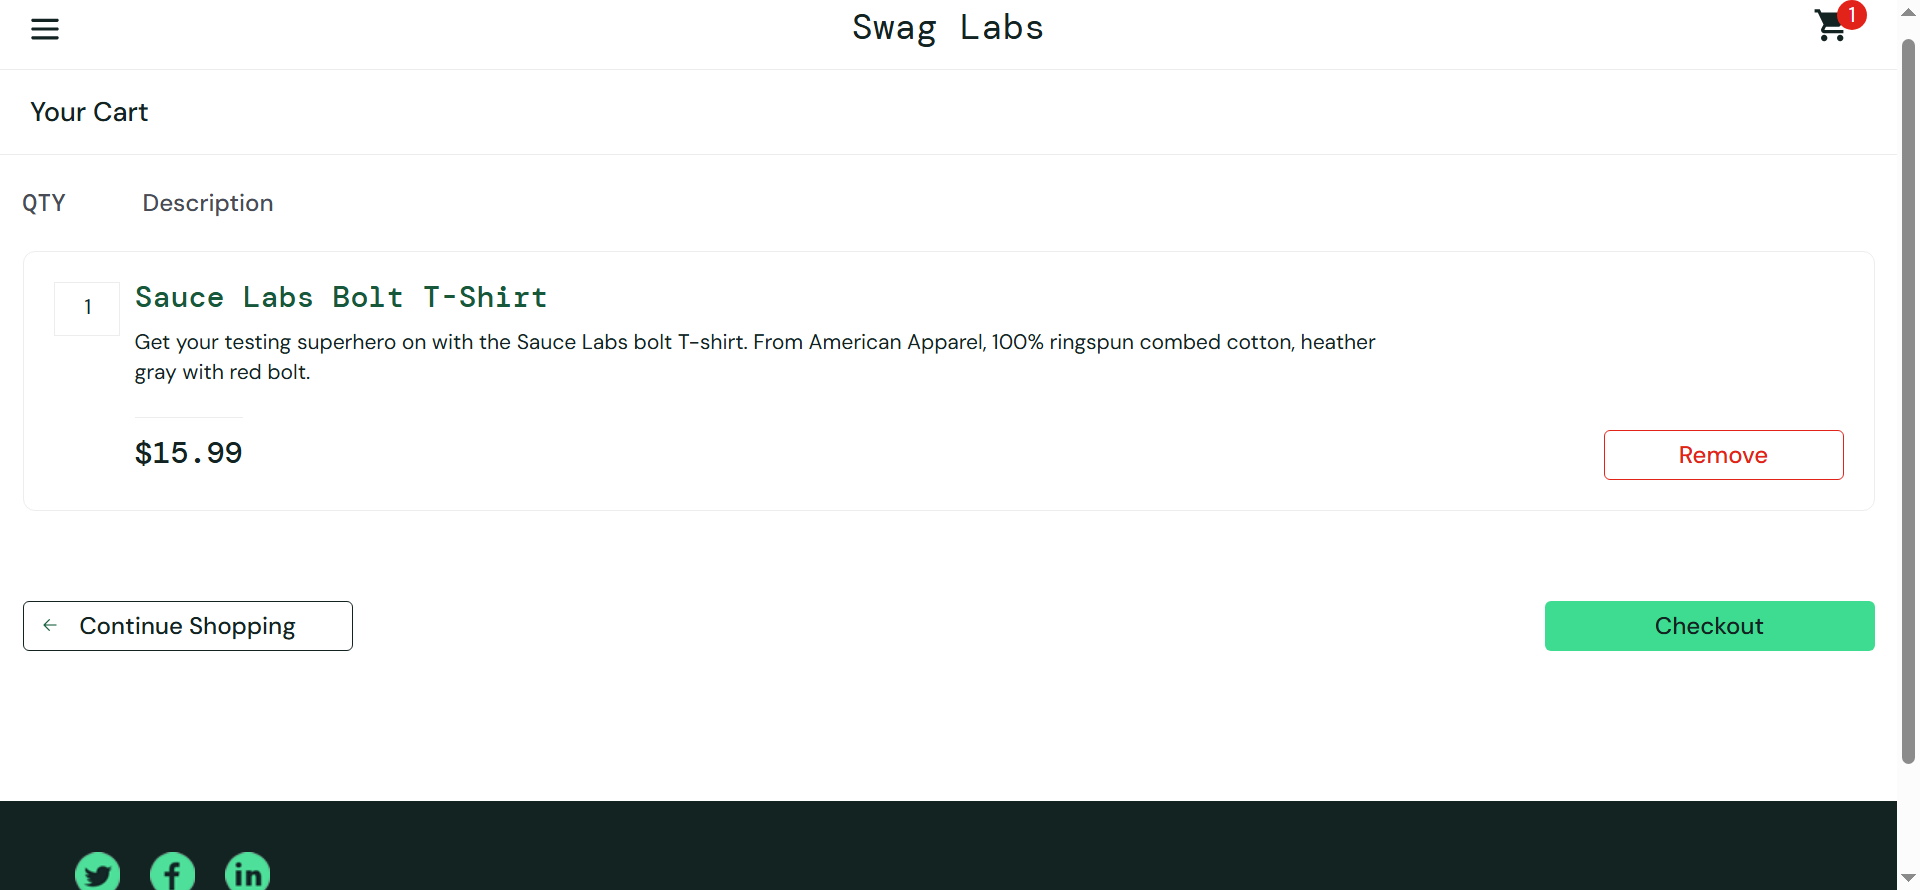 Swag Labs
1
Your Cart
QTY
Description
1
Sauce Labs Bolt T-Shirt
Get your testing superhero on with the Sauce Labs bolt T-shirt. From American Apparel, 100% ringspun combed cotton, heather
gray with red bolt.
$15.99
Remove
Continue Shopping
Checkout